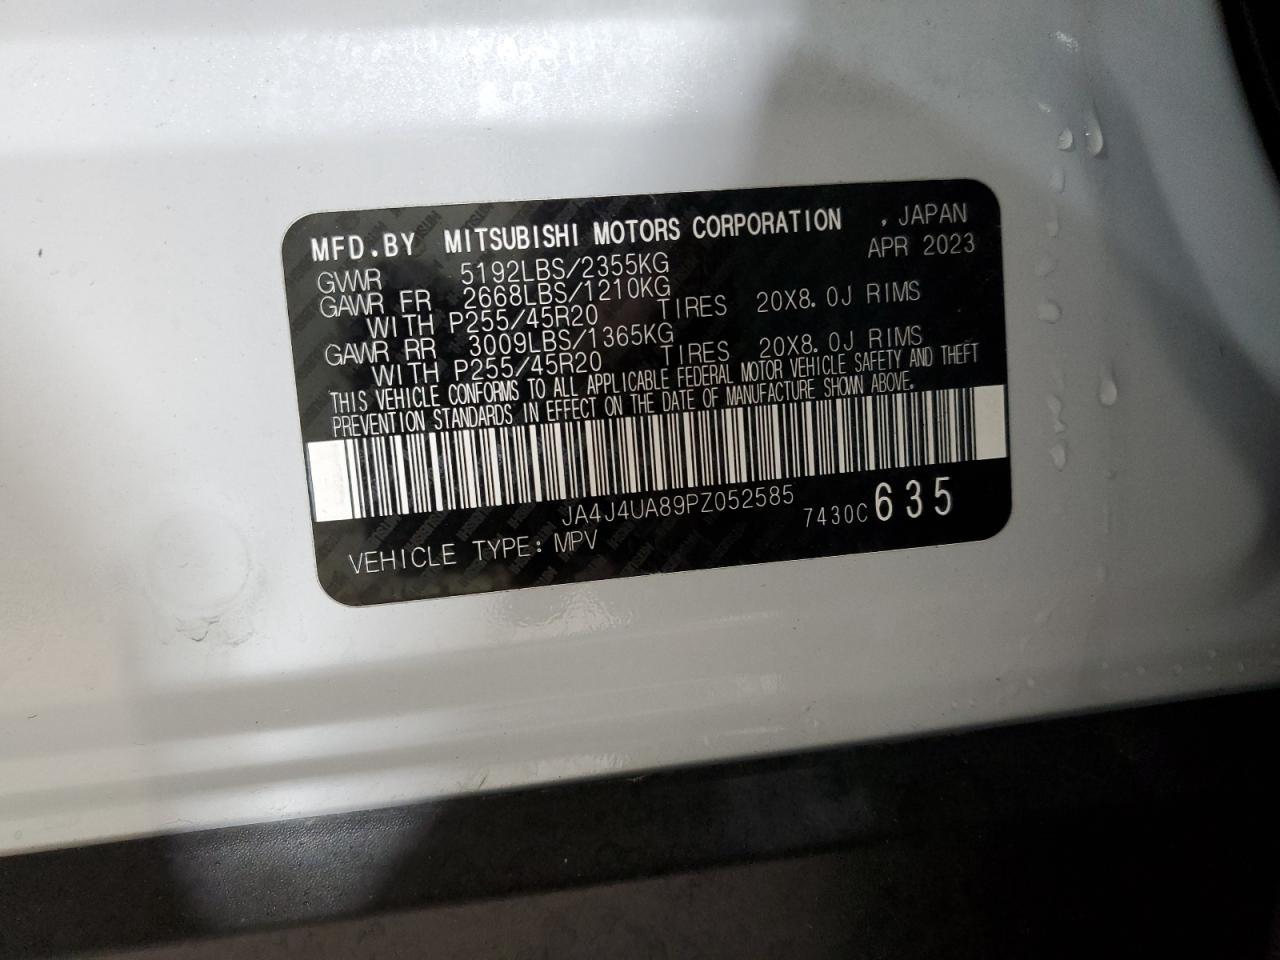 MFD.BY MITSUBISHI MOTORS CORPORATION , JAPAN
APR 2023
GVWR 5192LBS/2355KG
GAWR FR 2668LBS/1210KG
WITH P255/45R20 TIRES 20X8.0J RIMS
GAWR RR 3009LBS/1365KG
WITH P255/45R20 TIRES 20X8.0J RIMS
THIS VEHICLE CONFORMS TO ALL APPLICABLE FEDERAL MOTOR VEHICLE SAFETY AND THEFT
PREVENTION STANDARDS IN EFFECT ON THE DATE OF MANUFACTURE SHOWN ABOVE.
JA4J4UA89PZ052585
7430C 635
VEHICLE TYPE: MPV